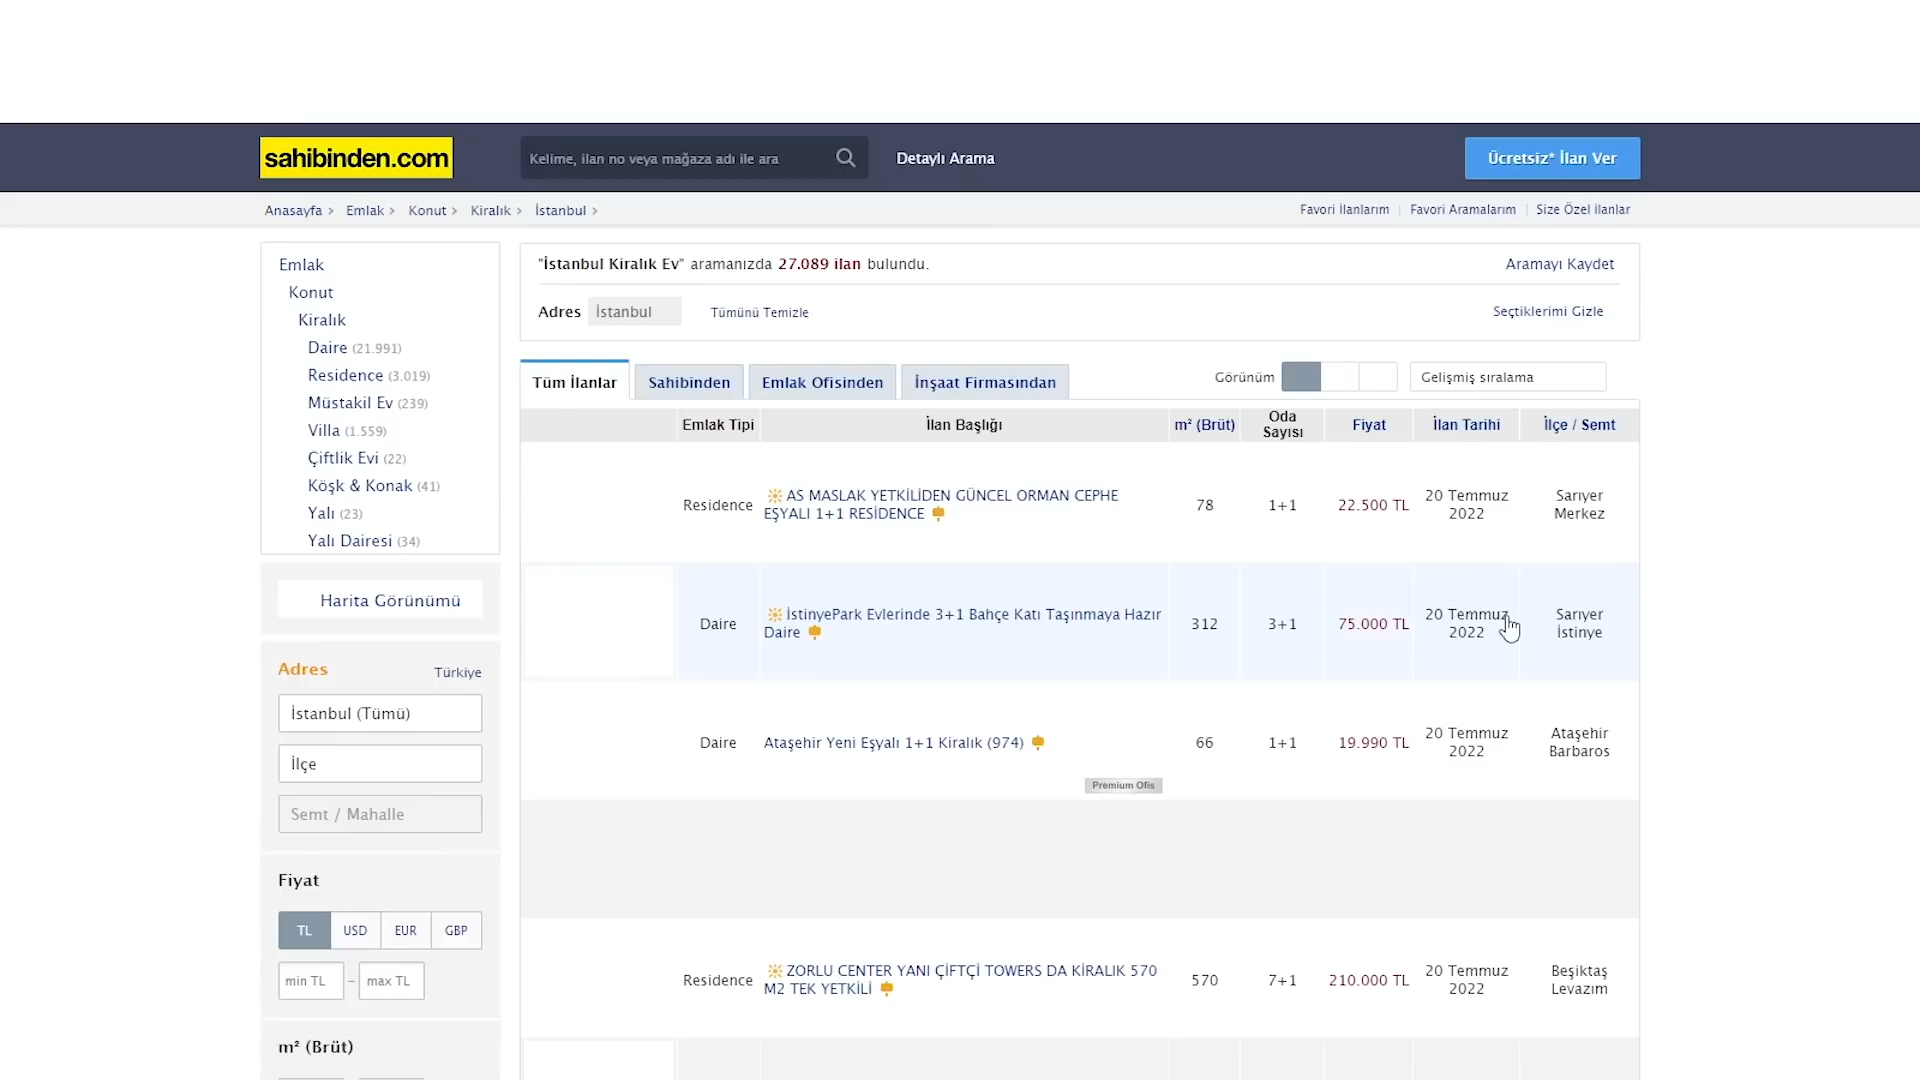 sahibinden.com
Kelime, ilan no veya mağaza adı ile ara
Detaylı Arama
Ücretsiz* İlan Ver
Anasayfa > Emlak > Konut > Kiralık > İstanbul >
Favori İlanlarım | Favori Aramalarım | Size Özel İlanlar
Emlak
Konut
Kiralık
Daire (21.991)
Residence (3.019)
Müstakil Ev (239)
Villa (1.559)
Çiftlik Evi (22)
Köşk & Konak (41)
Yalı (23)
Yalı Dairesi (34)
Harita Görünümü
Adres
Türkiye
İstanbul (Tümü)
İlçe
Semt / Mahalle
Fiyat
TL USD EUR GBP
min TL – max TL
m² (Brüt)
"İstanbul Kiralık Ev" aramanızda 27.089 ilan bulundu.
Aramayı Kaydet
Adres İstanbul Tümünü Temizle
Seçtiklerimi Gizle
Tüm İlanlar Sahibinden Emlak Ofisinden İnşaat Firmasından
Görünüm
Gelişmiş sıralama
Emlak Tipi
İlan Başlığı
m² (Brüt)
Oda
Sayısı
Fiyat
İlan Tarihi
İlçe / Semt
Residence
AS MASLAK YETKİLİDEN GÜNCEL ORMAN CEPHE
EŞYALI 1+1 RESİDENCE
78
1+1
22.500 TL
20 Temmuz
2022
Sarıyer
Merkez
Daire
İstinyePark Evlerinde 3+1 Bahçe Katı Taşınmaya Hazır
Daire
312
3+1
75.000 TL
20 Temmuz
2022
Sarıyer
İstinye
Daire
Ataşehir Yeni Eşyalı 1+1 Kiralık (974)
Premium Ofis
66
1+1
19.990 TL
20 Temmuz
2022
Ataşehir
Barbaros
Residence
ZORLU CENTER YANI ÇİFTÇİ TOWERS DA KİRALIK 570
M2 TEK YETKİLİ
570
7+1
210.000 TL
20 Temmuz
2022
Beşiktaş
Levazım